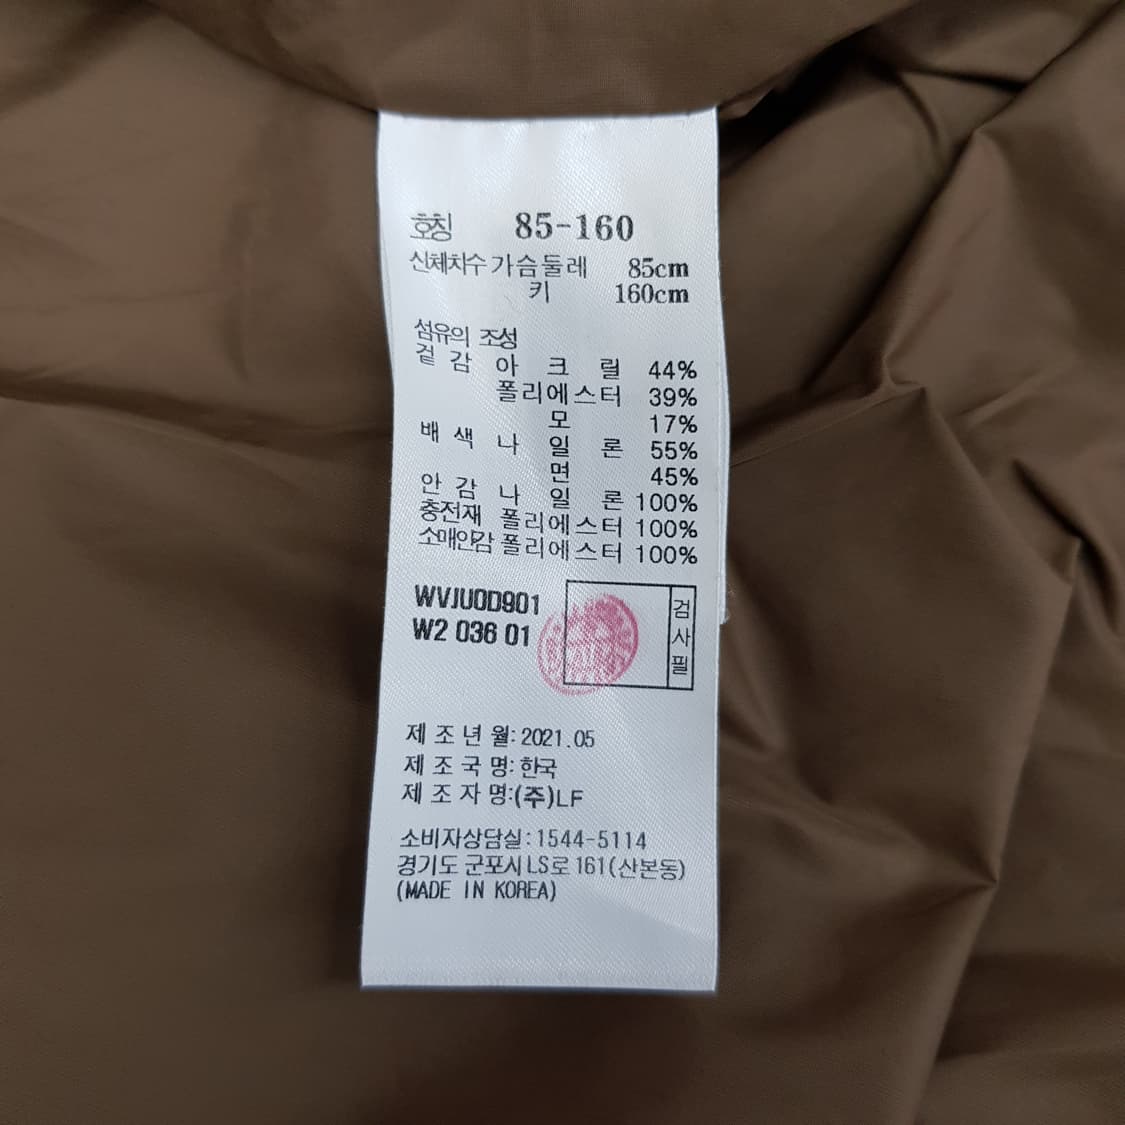 호칭 85-160
신체치수 가슴둘레 85cm
키 160cm
섬유의 조성
겉감 아크릴 44%
폴리에스터 39%
모 17%
배색 나일론 55%
면 45%
안감 나일론 100%
충전재 폴리에스터 100%
소매안감 폴리에스터 100%
WVJU0D901
W2 036 01
검사필
제조년월: 2021.05
제조국명: 한국
제조자명:(주)LF
소비자상담실: 1544-5114
경기도 군포시 LS로 161(산본동)
(MADE IN KOREA)